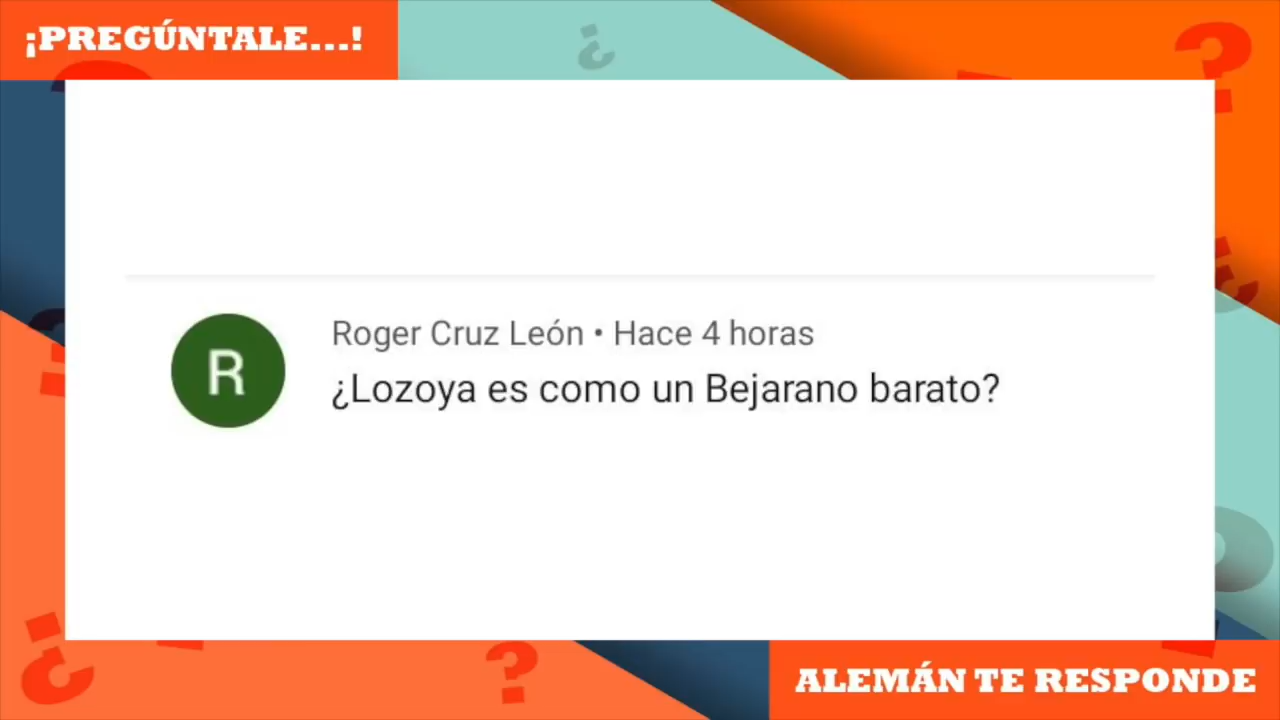 ¡PREGÚNTALE...!
R
Roger Cruz León • Hace 4 horas
¿Lozoya es como un Bejarano barato?
ALEMÁN TE RESPONDE